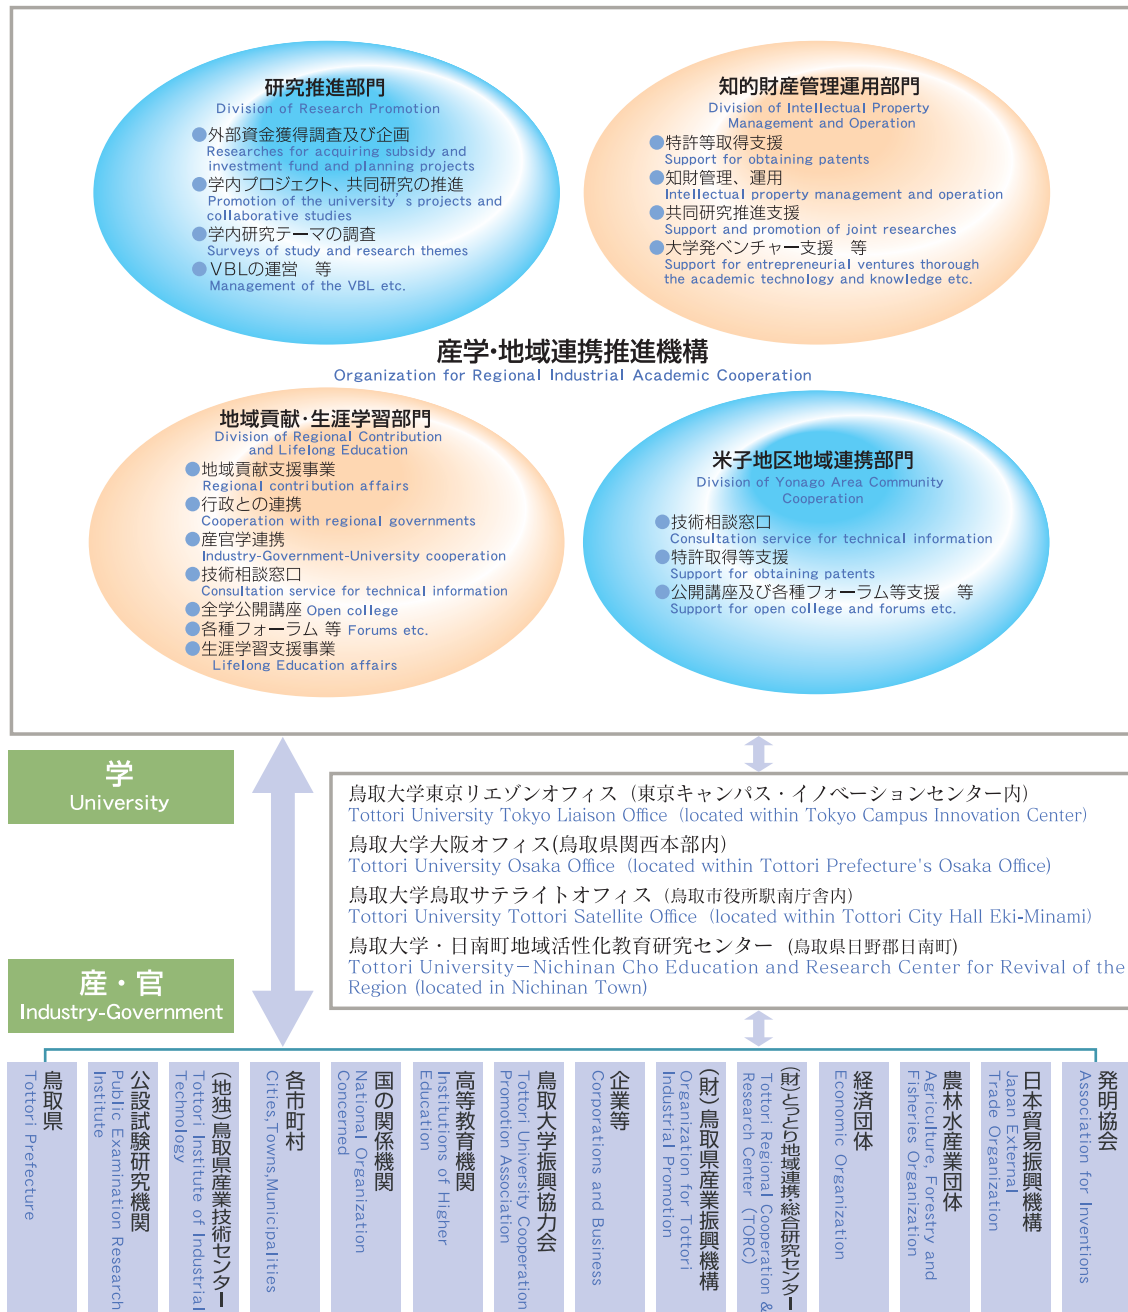 研究推進部門
Division of Research Promotion
●外部資金獲得調査及び企画
Researches for acquiring subsidy and
investment fund and planning projects
●学内プロジェクト、共同研究の推進
Promotion of the university's projects and
collaborative studies
●学内研究テーマの調査
Surveys of study and research themes
●VBLの運営 等
Management of the VBL etc.
知的財産管理運用部門
Division of Intellectual Property
Management and Operation
●特許等取得支援
Support for obtaining patents
●知財管理、運用
Intellectual property management and operation
●共同研究推進支援
Support and promotion of joint researches
●大学発ベンチャー支援 等
Support for entrepreneurial ventures thorough
the academic technology and knowledge etc.
産学・地域連携推進機構
Organization for Regional Industrial Academic Cooperation
地域貢献・生涯学習部門
Division of Regional Contribution
and Lifelong Education
●地域貢献支援事業
Regional contribution affairs
●行政との連携
Cooperation with regional governments
●産官学連携
Industry-Government-University cooperation
●技術相談窓口
Consultation service for technical information
●全学公開講座 Open college
●各種フォーラム 等 Forums etc.
●生涯学習支援事業
Lifelong Education affairs
米子地区地域連携部門
Division of Yonago Area Community
Cooperation
●技術相談窓口
Consultation service for technical information
●特許取得等支援
Support for obtaining patents
●公開講座及び各種フォーラム等支援 等
Support for open college and forums etc.
学
University
鳥取大学東京リエゾンオフィス (東京キャンパス・イノベーションセンター内)
Tottori University Tokyo Liaison Office (located within Tokyo Campus Innovation Center)
鳥取大学大阪オフィス(鳥取県関西本部内)
Tottori University Osaka Office (located within Tottori Prefecture's Osaka Office)
鳥取大学鳥取サテライトオフィス (鳥取市役所駅南庁舎内)
Tottori University Tottori Satellite Office (located within Tottori City Hall Eki-Minami)
鳥取大学・日南町地域活性化教育研究センター (鳥取県日野郡日南町)
Tottori University−Nichinan Cho Education and Research Center for Revival of the
Region (located in Nichinan Town)
産・官
Industry-Government
鳥取県
Tottori Prefecture
公設試験研究機関
Public Examination Research
Institute
(地独)鳥取県産業技術センター
Tottori Institute of Industrial
Technology
各市町村
Cities,Towns,Municipalities
国の関係機関
National Organization
Concerned
高等教育機関
Institutions of Higher
Education
鳥取大学振興協力会
Tottori University Cooperation
Promotion Association
企業等
Corporations and Business
(財)鳥取県産業振興機構
Organization for Tottori
Industrial Promotion
(財)とっとり地域連携・総合研究センター
Tottori Regional Cooperation &
Research Center (TORC)
経済団体
Economic Organization
農林水産業団体
Agriculture, Forestry and
Fisheries Organization
日本貿易振興機構
Japan External
Trade Organization
発明協会
Association for Inventions